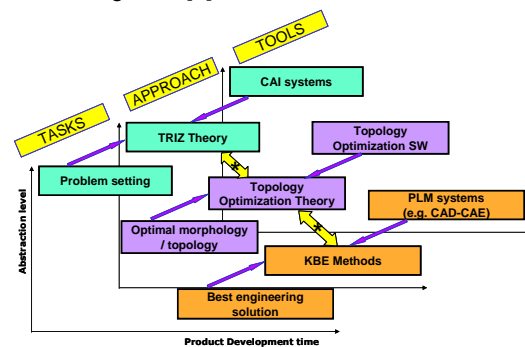 TOOLS
APPROACH
TASKS
CAI systems
TRIZ Theory
*
Topology
Optimization SW
Problem setting
Topology
Optimization Theory
PLM systems
(e.g. CAD-CAE)
Optimal morphology
/ topology
*
KBE Methods
Best engineering
solution
Abstraction level
Product Development time